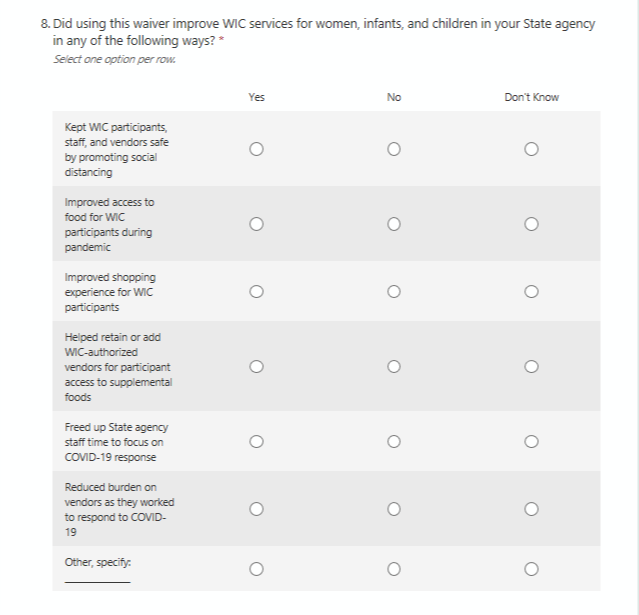 8. Did using this waiver improve WIC services for women, infants, and children in your State agency
in any of the following ways? *
Select one option per row.
Yes No Don't Know
Kept WIC participants,
staff, and vendors safe
by promoting social
distancing
Improved access to
food for WIC
participants during
pandemic
Improved shopping
experience for WIC
participants
Helped retain or add
WIC-authorized
vendors for participant
access to supplemental
foods
Freed up State agency
staff time to focus on
COVID-19 response
Reduced burden on
vendors as they worked
to respond to COVID-
19
Other, specify: